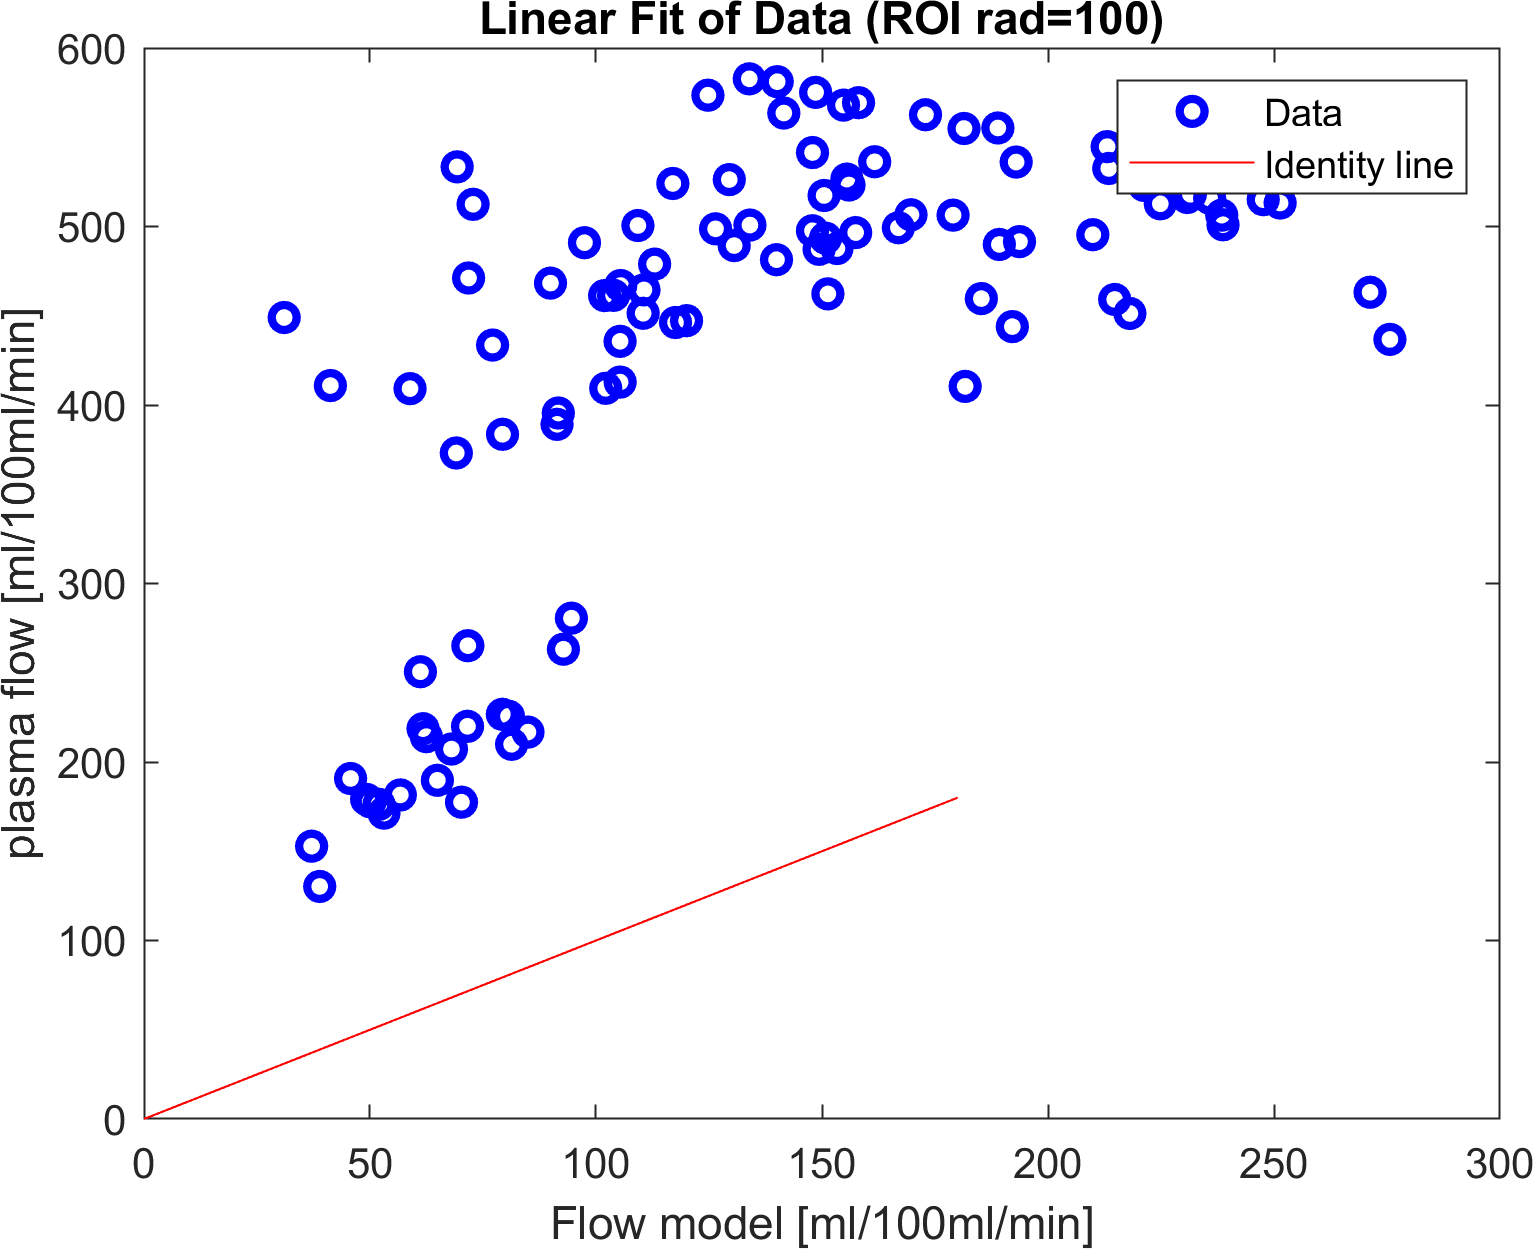 Linear Fit of Data (ROI rad=100)
600
500
400
300
200
100
0
plasma flow [ml/100ml/min]
Data
Identity line
0 50 100 150 200 250 300
Flow model [ml/100ml/min]